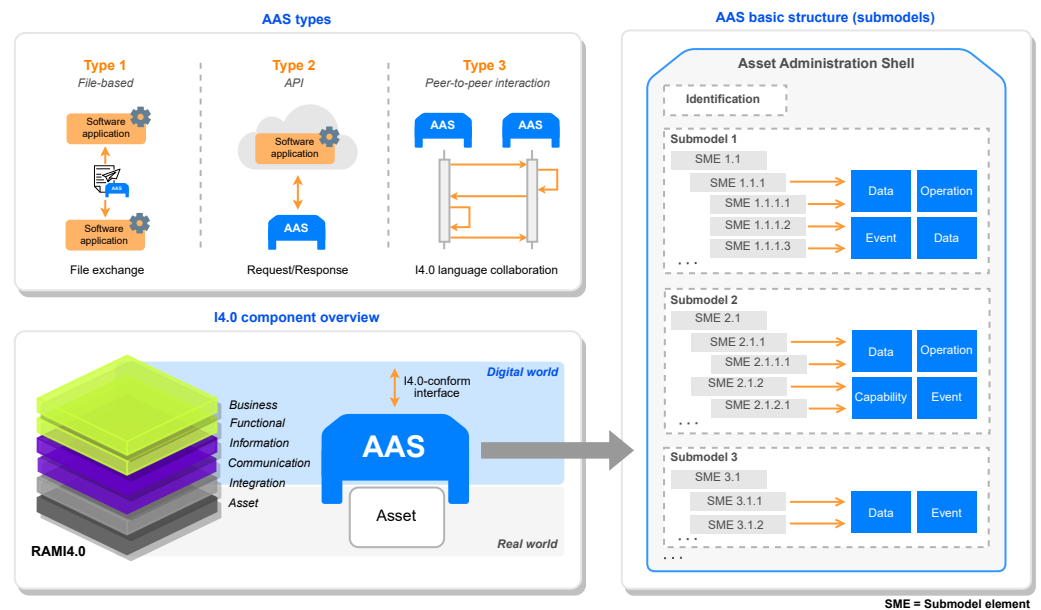 AAS types
Type 1
File-based
Software
application
AAS
Software
application
File exchange
Type 2
API
Software
application
AAS
Request/Response
Type 3
Peer-to-peer interaction
AAS
AAS
I4.0 language collaboration
I4.0 component overview
Digital world
I4.0-conform
interface
Business
Functional
Information
Communication
Integration
Asset
RAMI4.0
AAS
Asset
Real world
AAS basic structure (submodels)
Asset Administration Shell
Identification
Submodel 1
SME 1.1
SME 1.1.1
SME 1.1.1.1
SME 1.1.1.2
SME 1.1.1.3
. . .
Data
Operation
Event
Data
Submodel 2
SME 2.1
SME 2.1.1
SME 2.1.1.1
SME 2.1.2
SME 2.1.2.1
. . .
Data
Operation
Capability
Event
Submodel 3
SME 3.1
SME 3.1.1
SME 3.1.2
. . .
Data
Event
. . .
SME = Submodel element